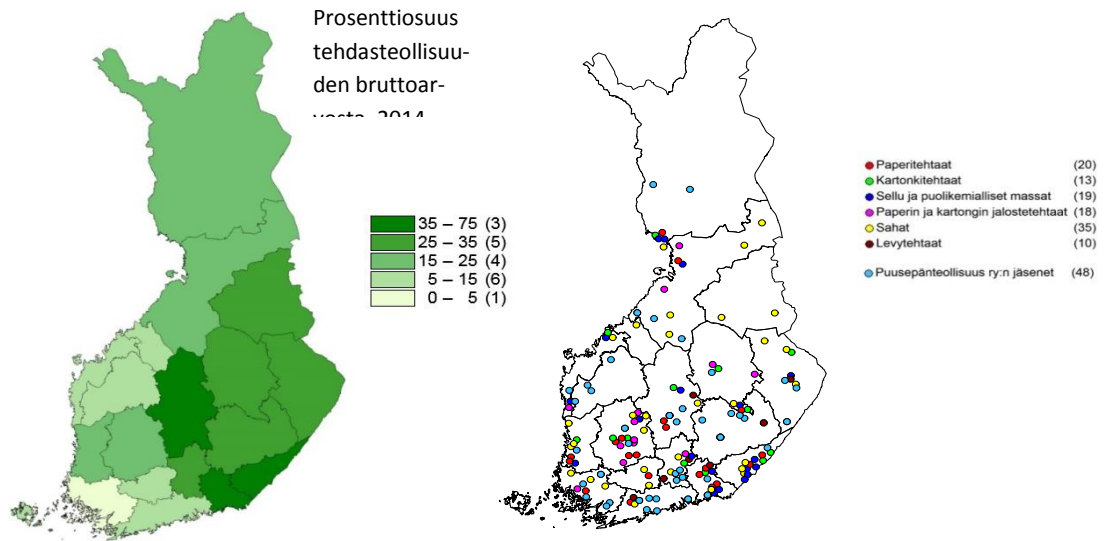 Prosenttiosuus
tehdasteollisuu-
den bruttoar-
35 – 75 (3)
25 – 35 (5)
15 – 25 (4)
5 – 15 (6)
0 – 5 (1)
Paperitehtaat (20)
Kartonkitehtaat (13)
Sellu ja puolikemialliset massat (19)
Paperin ja kartongin jalostetehtaat (18)
Sahat (35)
Levytehtaat (10)
Puusepänteollisuus ry:n jäsenet (48)